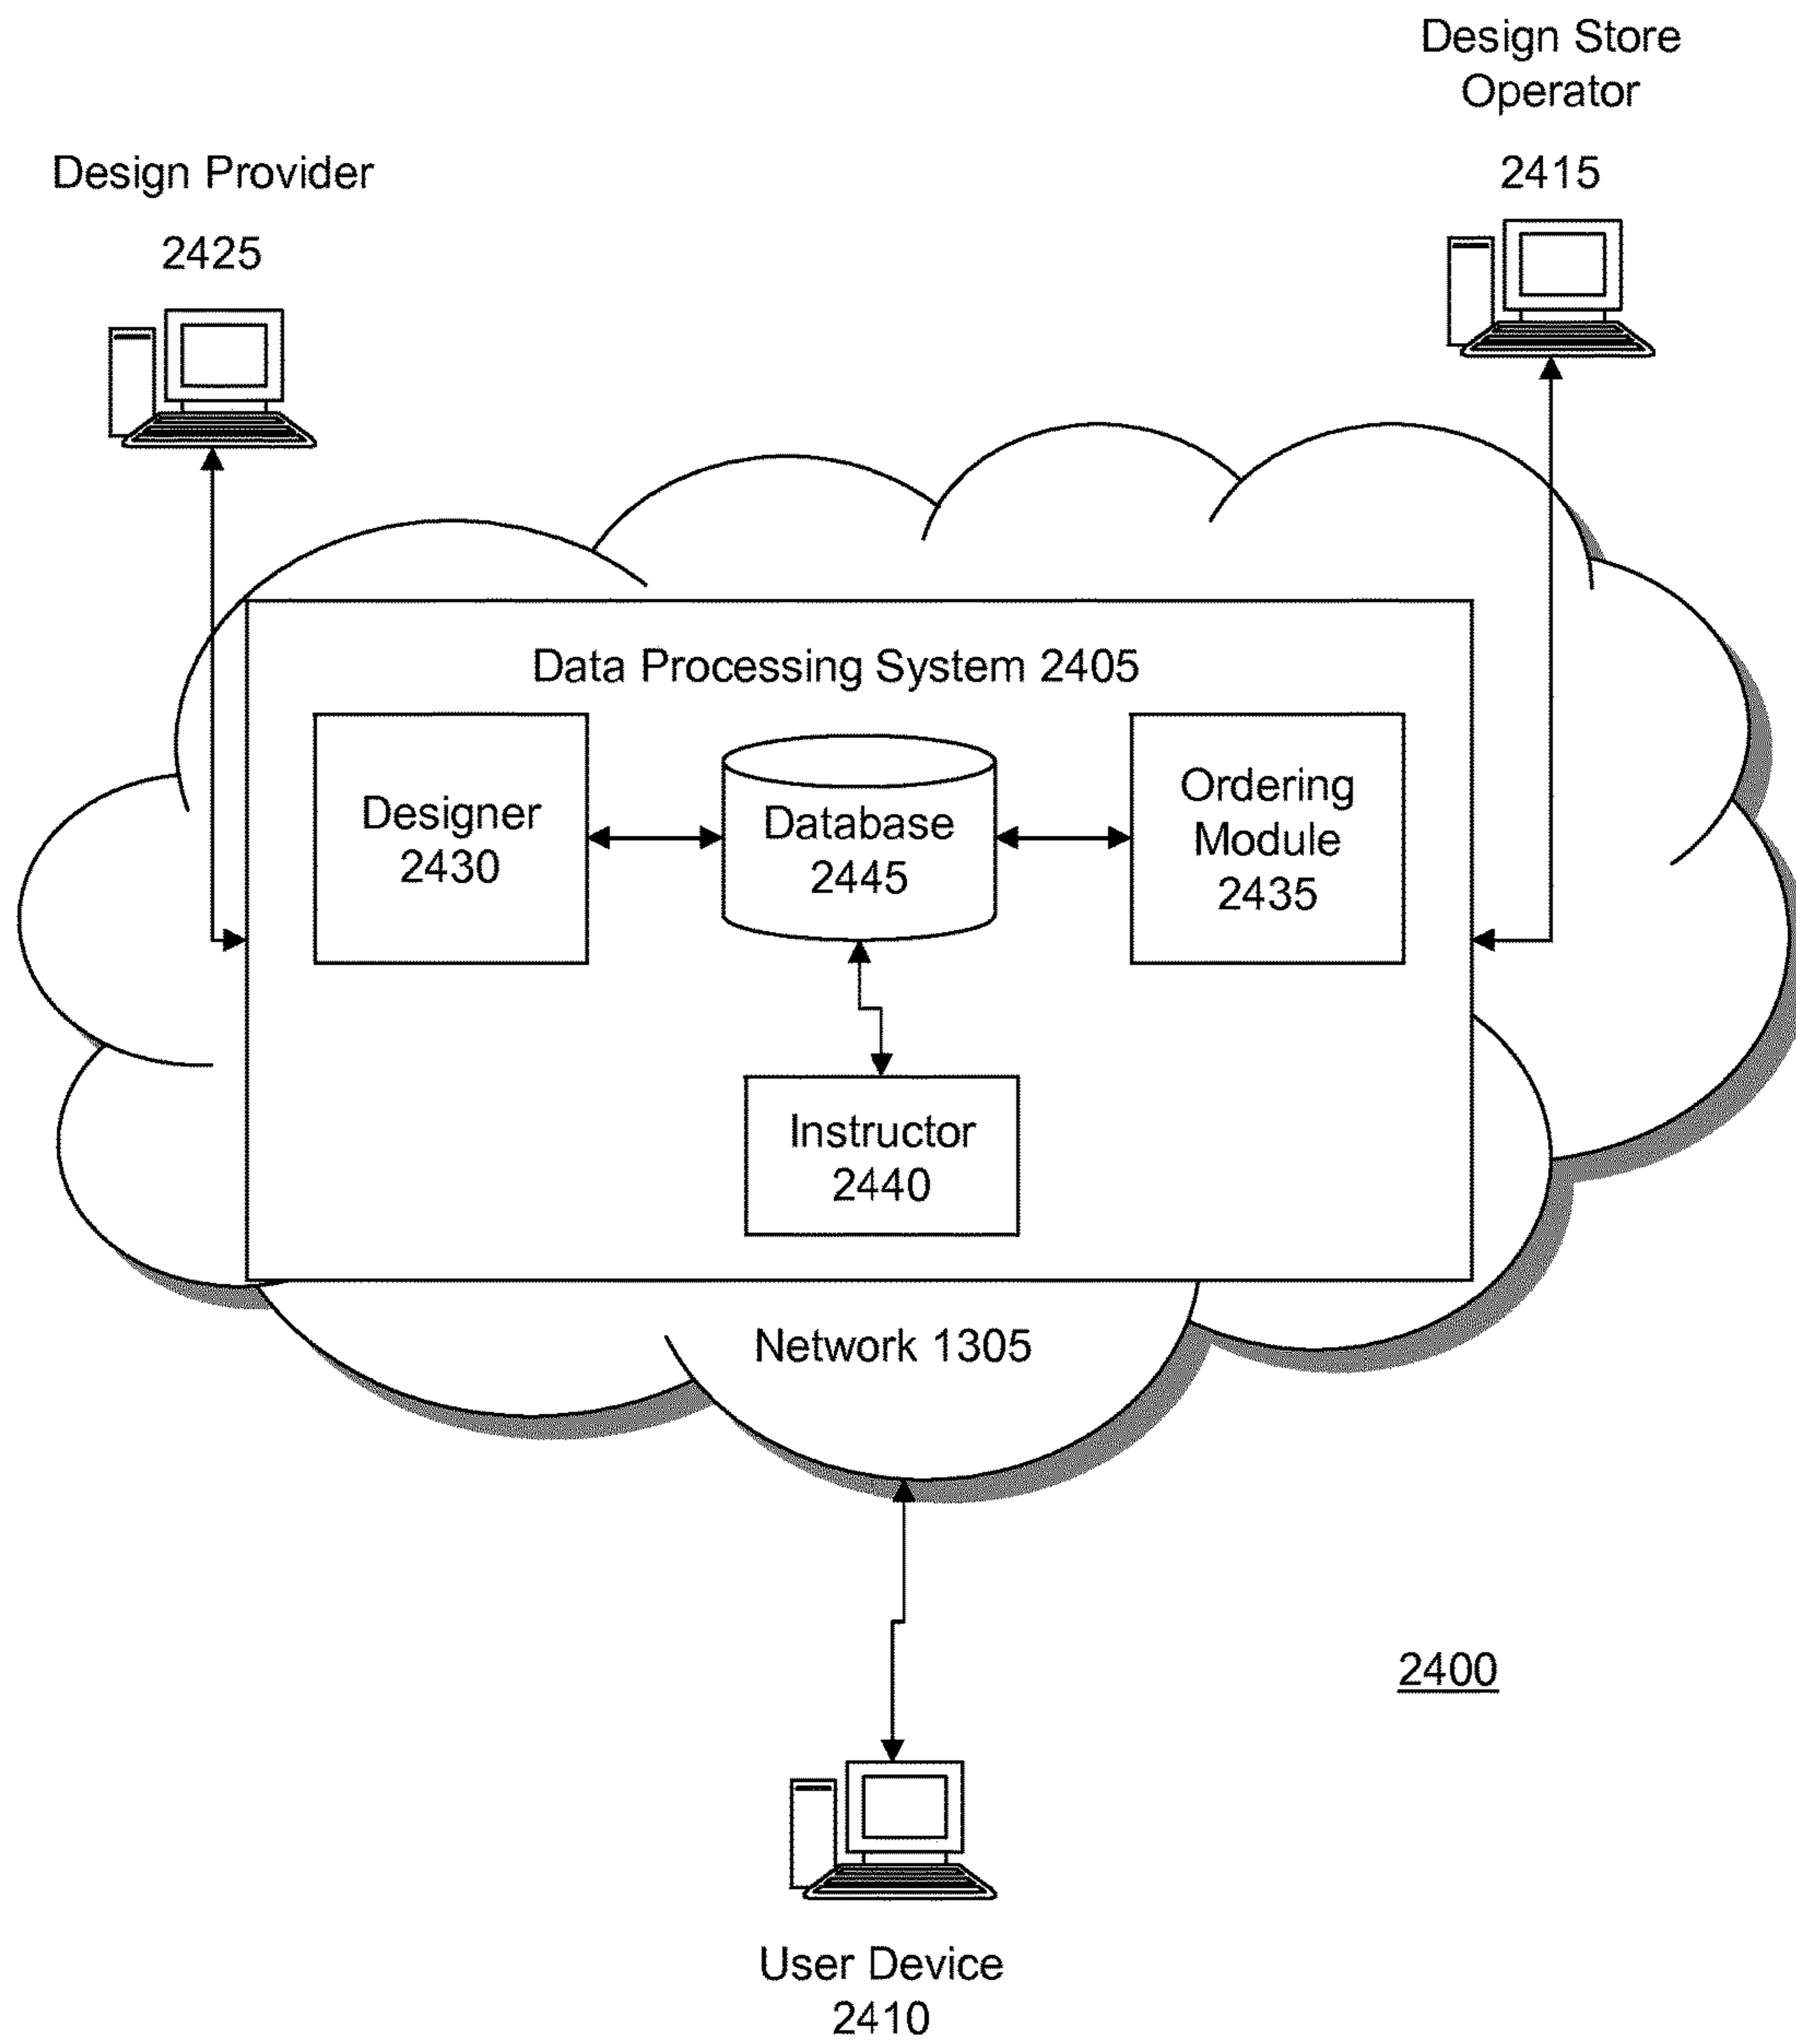 Design Store
Operator
2415
Design Provider
2425
Data Processing System 2405
Designer
2430
Database
2445
Ordering
Module
2435
Instructor
2440
Network 1305
2400
User Device
2410